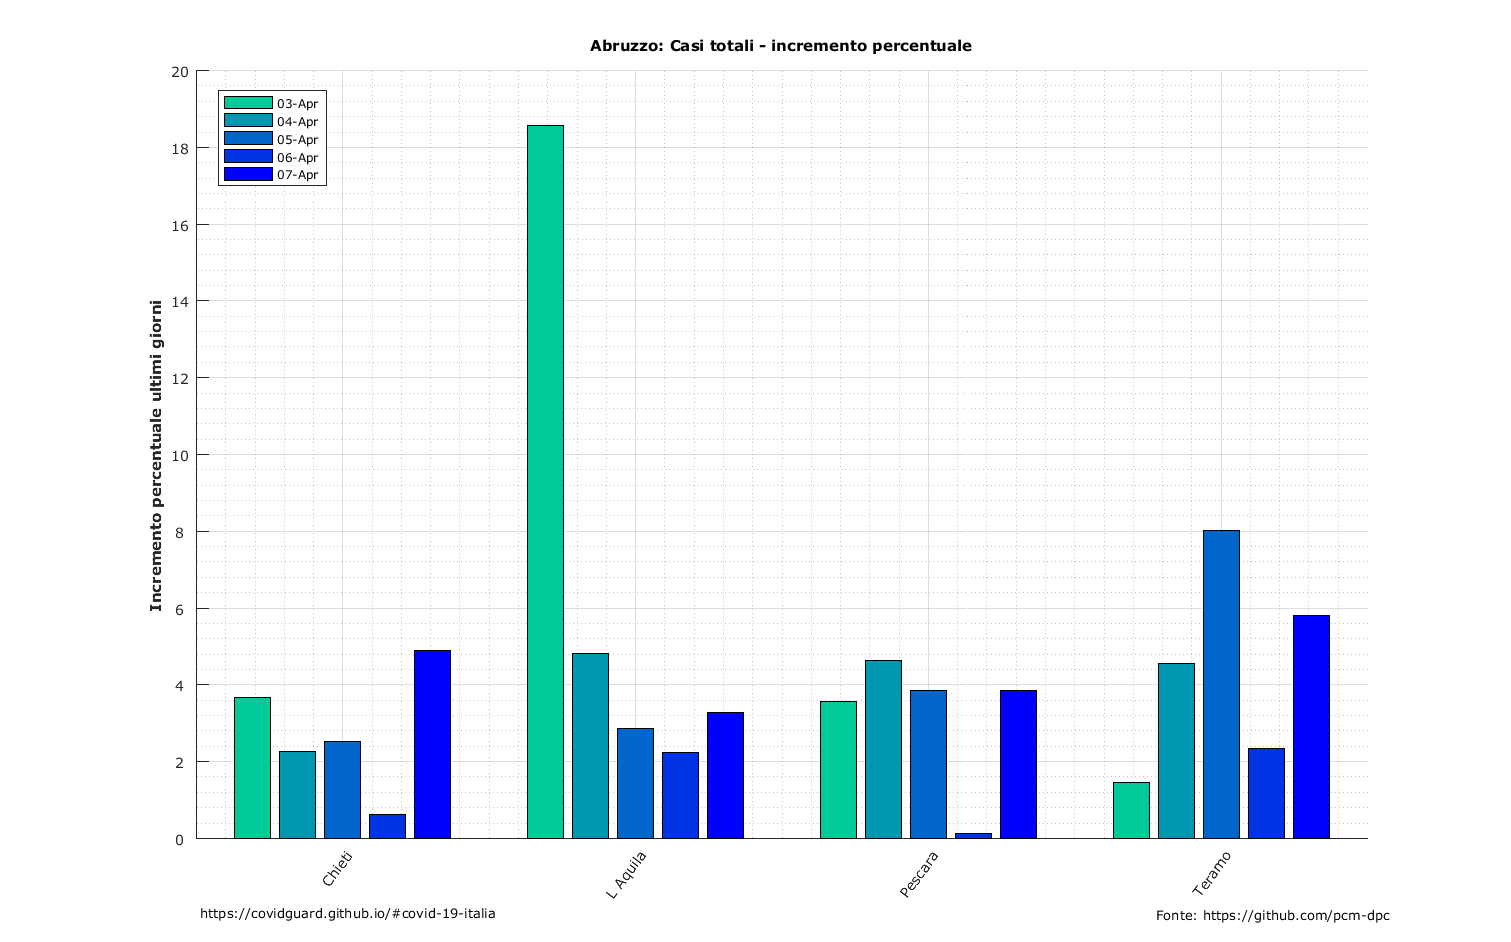 Abruzzo: Casi totali - incremento percentuale
Incremento percentuale ultimi giorni
20
18
16
14
12
10
8
6
4
2
0
03-Apr
04-Apr
05-Apr
06-Apr
07-Apr
Chieti
L Aquila
Pescara
Teramo
https://covidguard.github.io/#covid-19-italia
Fonte: https://github.com/pcm-dpc